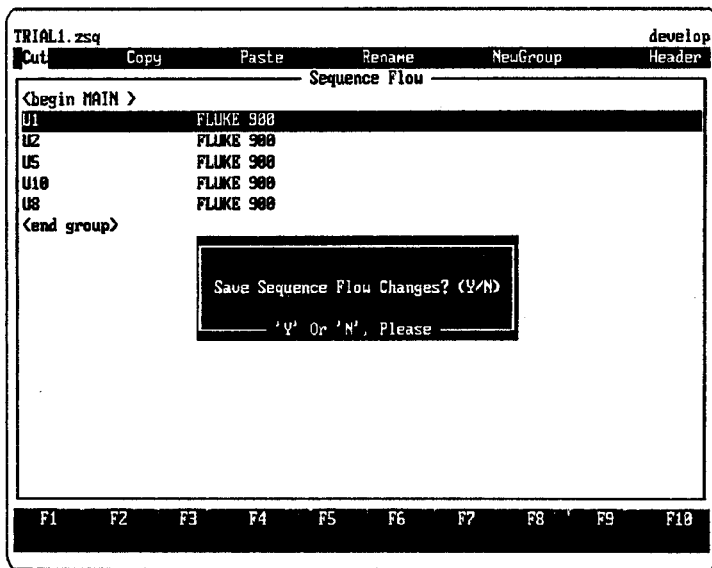 TRIAL1.zsq develop
Cut Copy Paste Rename NewGroup Header
Sequence Flow
<begin MAIN >
U1 FLUKE 900
U2 FLUKE 900
U5 FLUKE 900
U10 FLUKE 900
U8 FLUKE 900
<end group>
Save Sequence Flow Changes? (Y/N)
'Y' Or 'N', Please
F1 F2 F3 F4 F5 F6 F7 F8 F9 F10